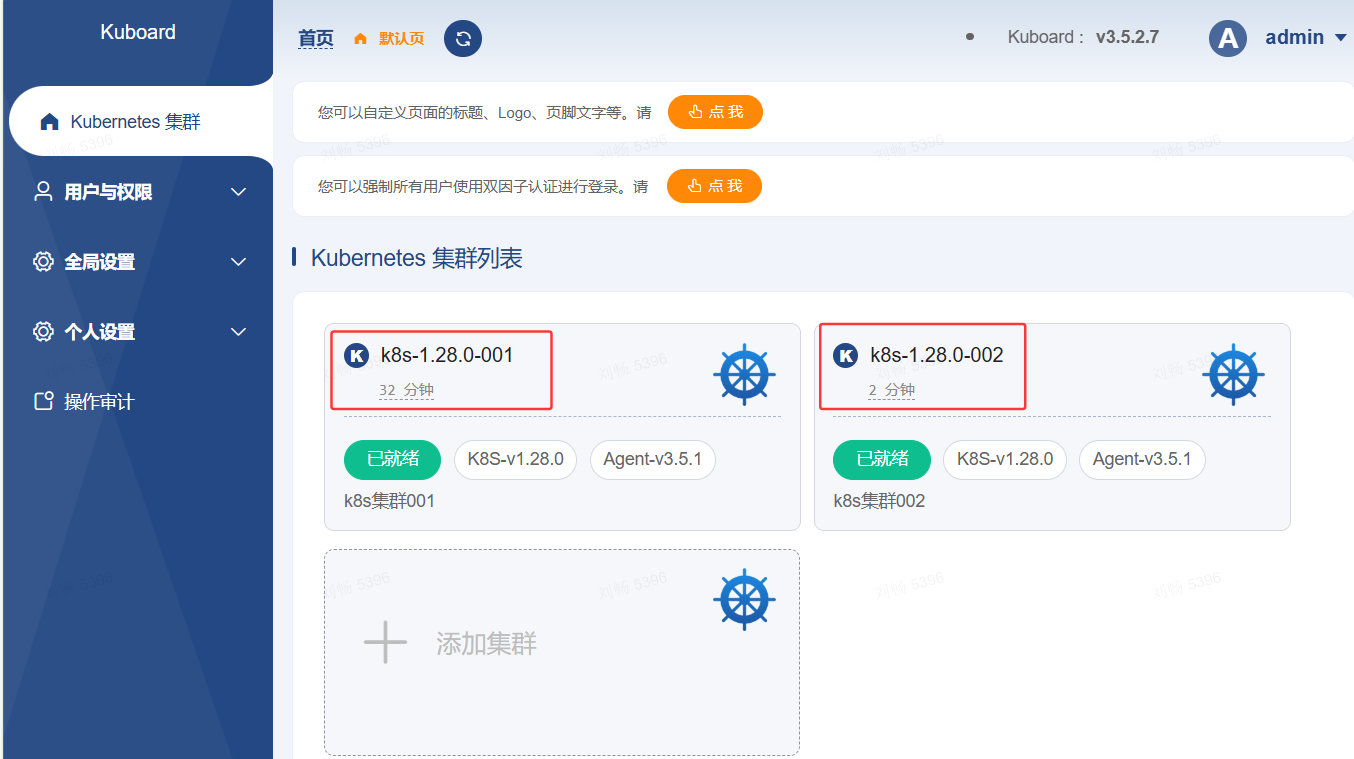 Kuboard
首页 默认页 Kuboard： v3.5.2.7 A admin
Kubernetes 集群
用户与权限
全局设置
个人设置
操作审计
您可以自定义页面的标题、Logo、页脚文字等。请 点 我
您可以强制所有用户使用双因子认证进行登录。请 点 我
Kubernetes 集群列表
K k8s-1.28.0-001
32 分钟
已就绪 K8S-v1.28.0 Agent-v3.5.1
k8s集群001
K k8s-1.28.0-002
2 分钟
已就绪 K8S-v1.28.0 Agent-v3.5.1
k8s集群002
添加集群
刘畅 5396